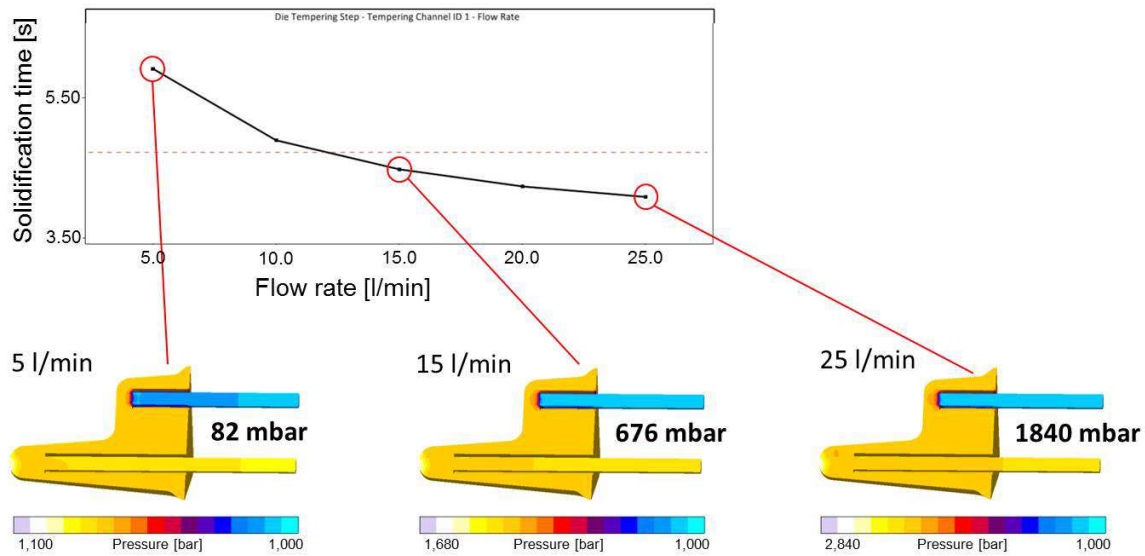 Die Tempering Step - Tempering Channel ID 1 - Flow Rate
Solidification time [s]
5.50
3.50
5.0 10.0 15.0 20.0 25.0
Flow rate [l/min]
5 l/min
15 l/min
25 l/min
82 mbar
676 mbar
1840 mbar
1,100 Pressure [bar] 1,000
1,680 Pressure [bar] 1,000
2,840 Pressure [bar] 1,000